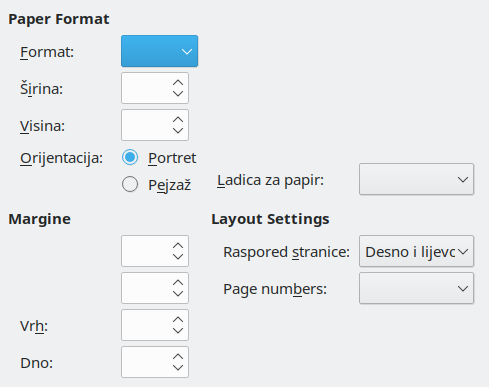 Paper Format
Format:
Širina:
Visina:
Orijentacija:
Portret
Pejzaž
Ladica za papir:
Margine
Layout Settings
Raspored stranice:
Desno i lijevo
Page numbers:
Vrh:
Dno: